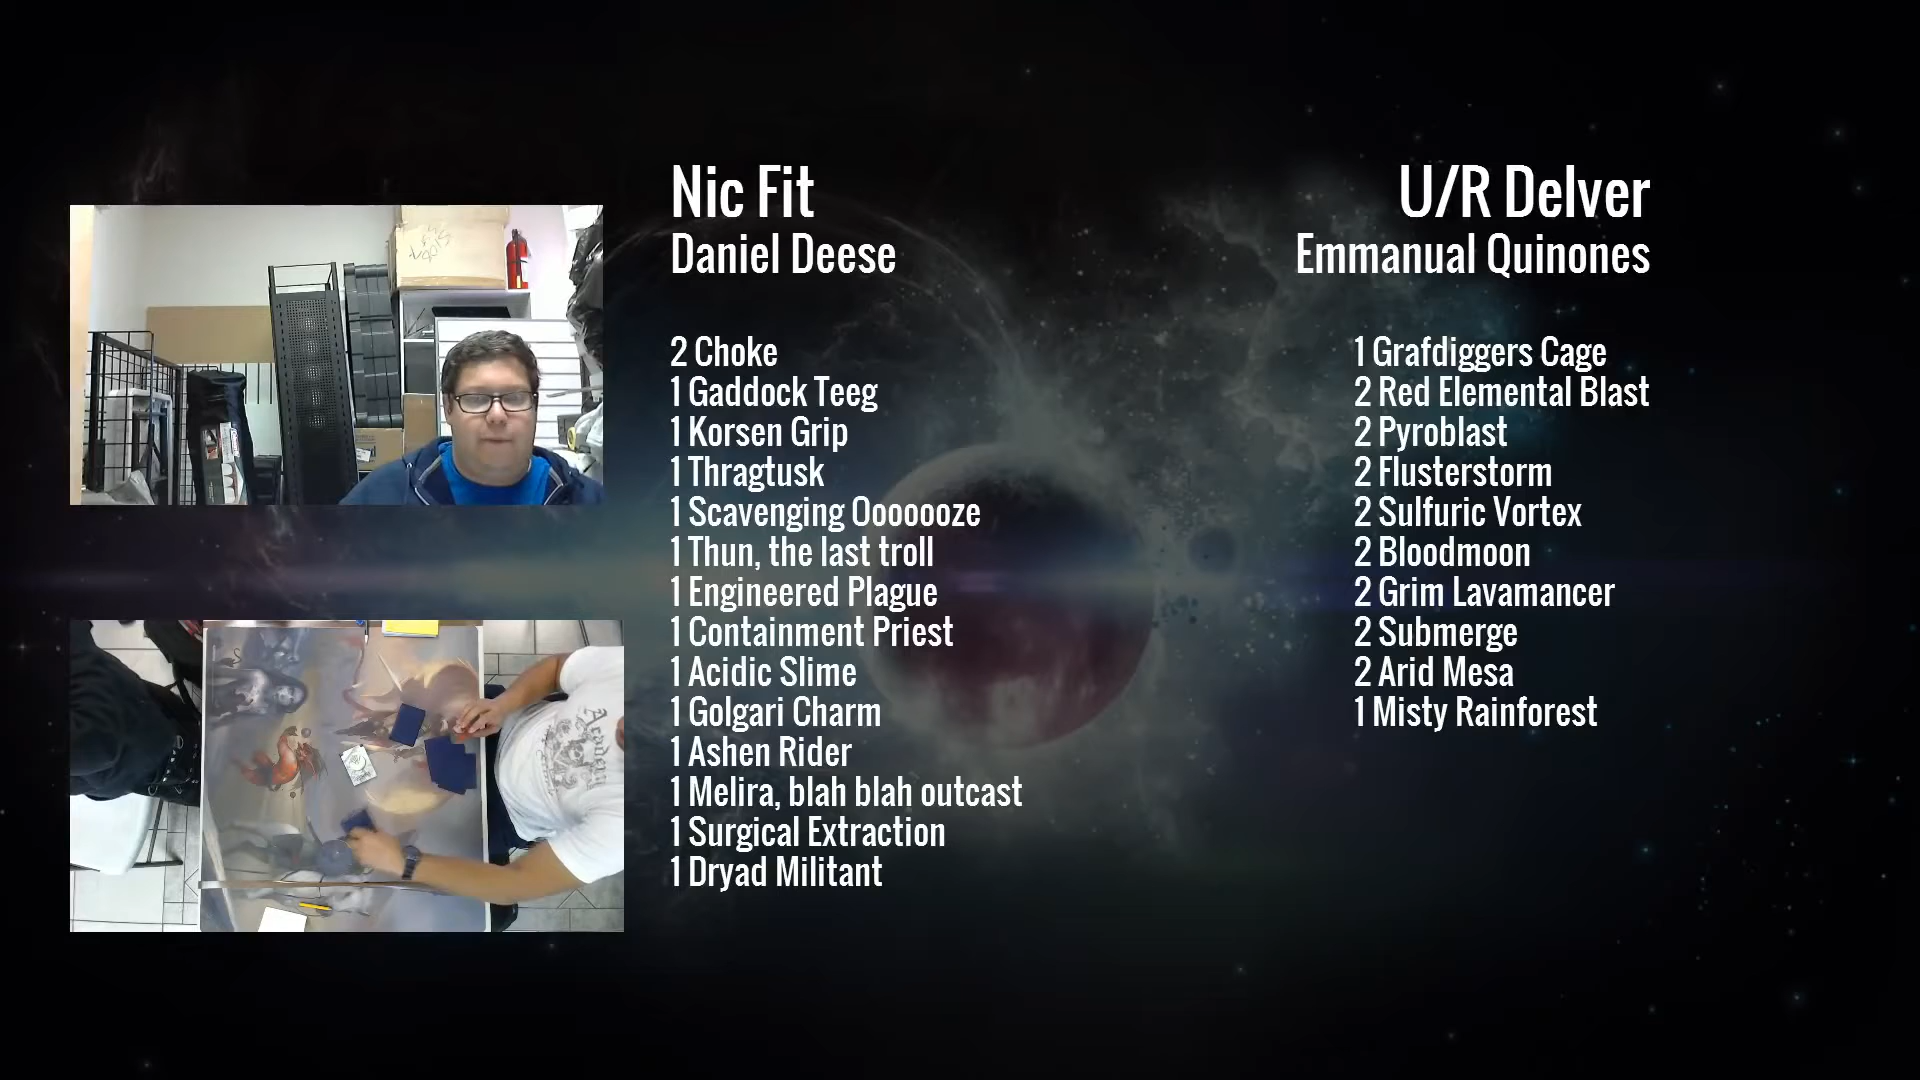 Nic Fit
Daniel Deese
2 Choke
1 Gaddock Teeg
1 Korsen Grip
1 Thragtusk
1 Scavenging Ooooooze
1 Thun, the last troll
1 Engineered Plague
1 Containment Priest
1 Acidic Slime
1 Golgari Charm
1 Ashen Rider
1 Melira, blah blah outcast
1 Surgical Extraction
1 Dryad Militant
U/R Delver
Emmanual Quinones
1 Grafdiggers Cage
2 Red Elemental Blast
2 Pyroblast
2 Flusterstorm
2 Sulfuric Vortex
2 Bloodmoon
2 Grim Lavamancer
2 Submerge
2 Arid Mesa
1 Misty Rainforest
Academy